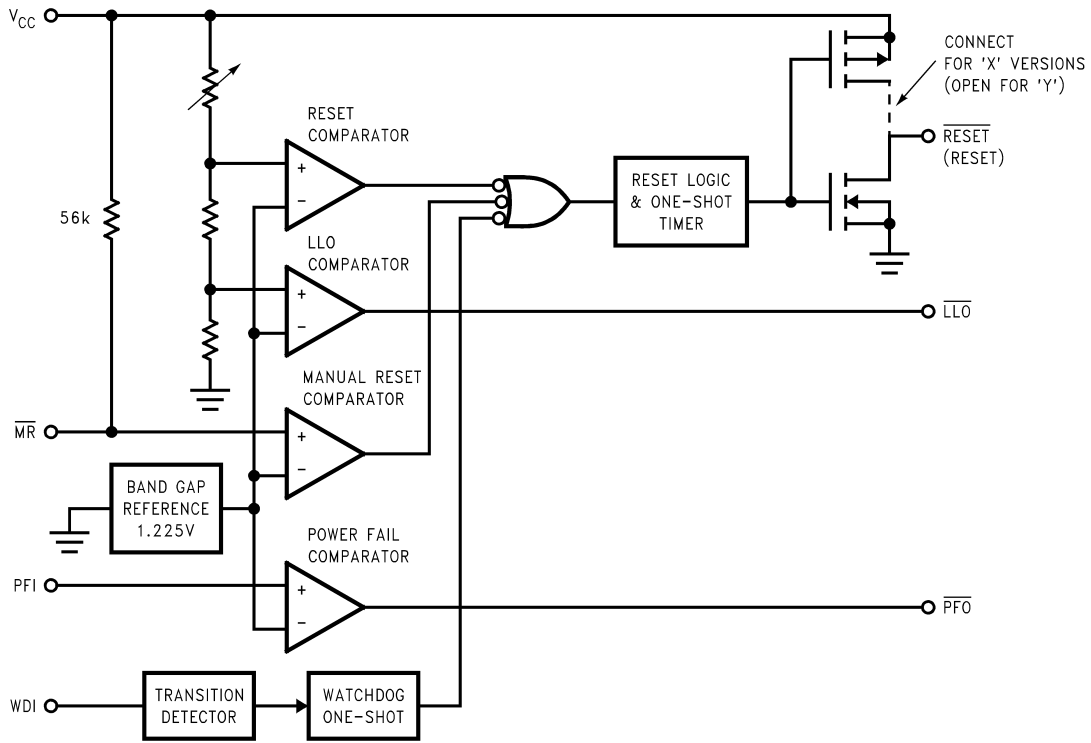 VCC
CONNECT
FOR 'X' VERSIONS
(OPEN FOR 'Y')
RESET
COMPARATOR
+
−
RESET
(RESET)
RESET LOGIC
& ONE-SHOT
TIMER
56k
LLO
COMPARATOR
+
−
LLO
MANUAL RESET
COMPARATOR
MR
+
−
BAND GAP
REFERENCE
1.225V
POWER FAIL
COMPARATOR
PFI
+
−
PFO
WDI
TRANSITION
DETECTOR
WATCHDOG
ONE-SHOT